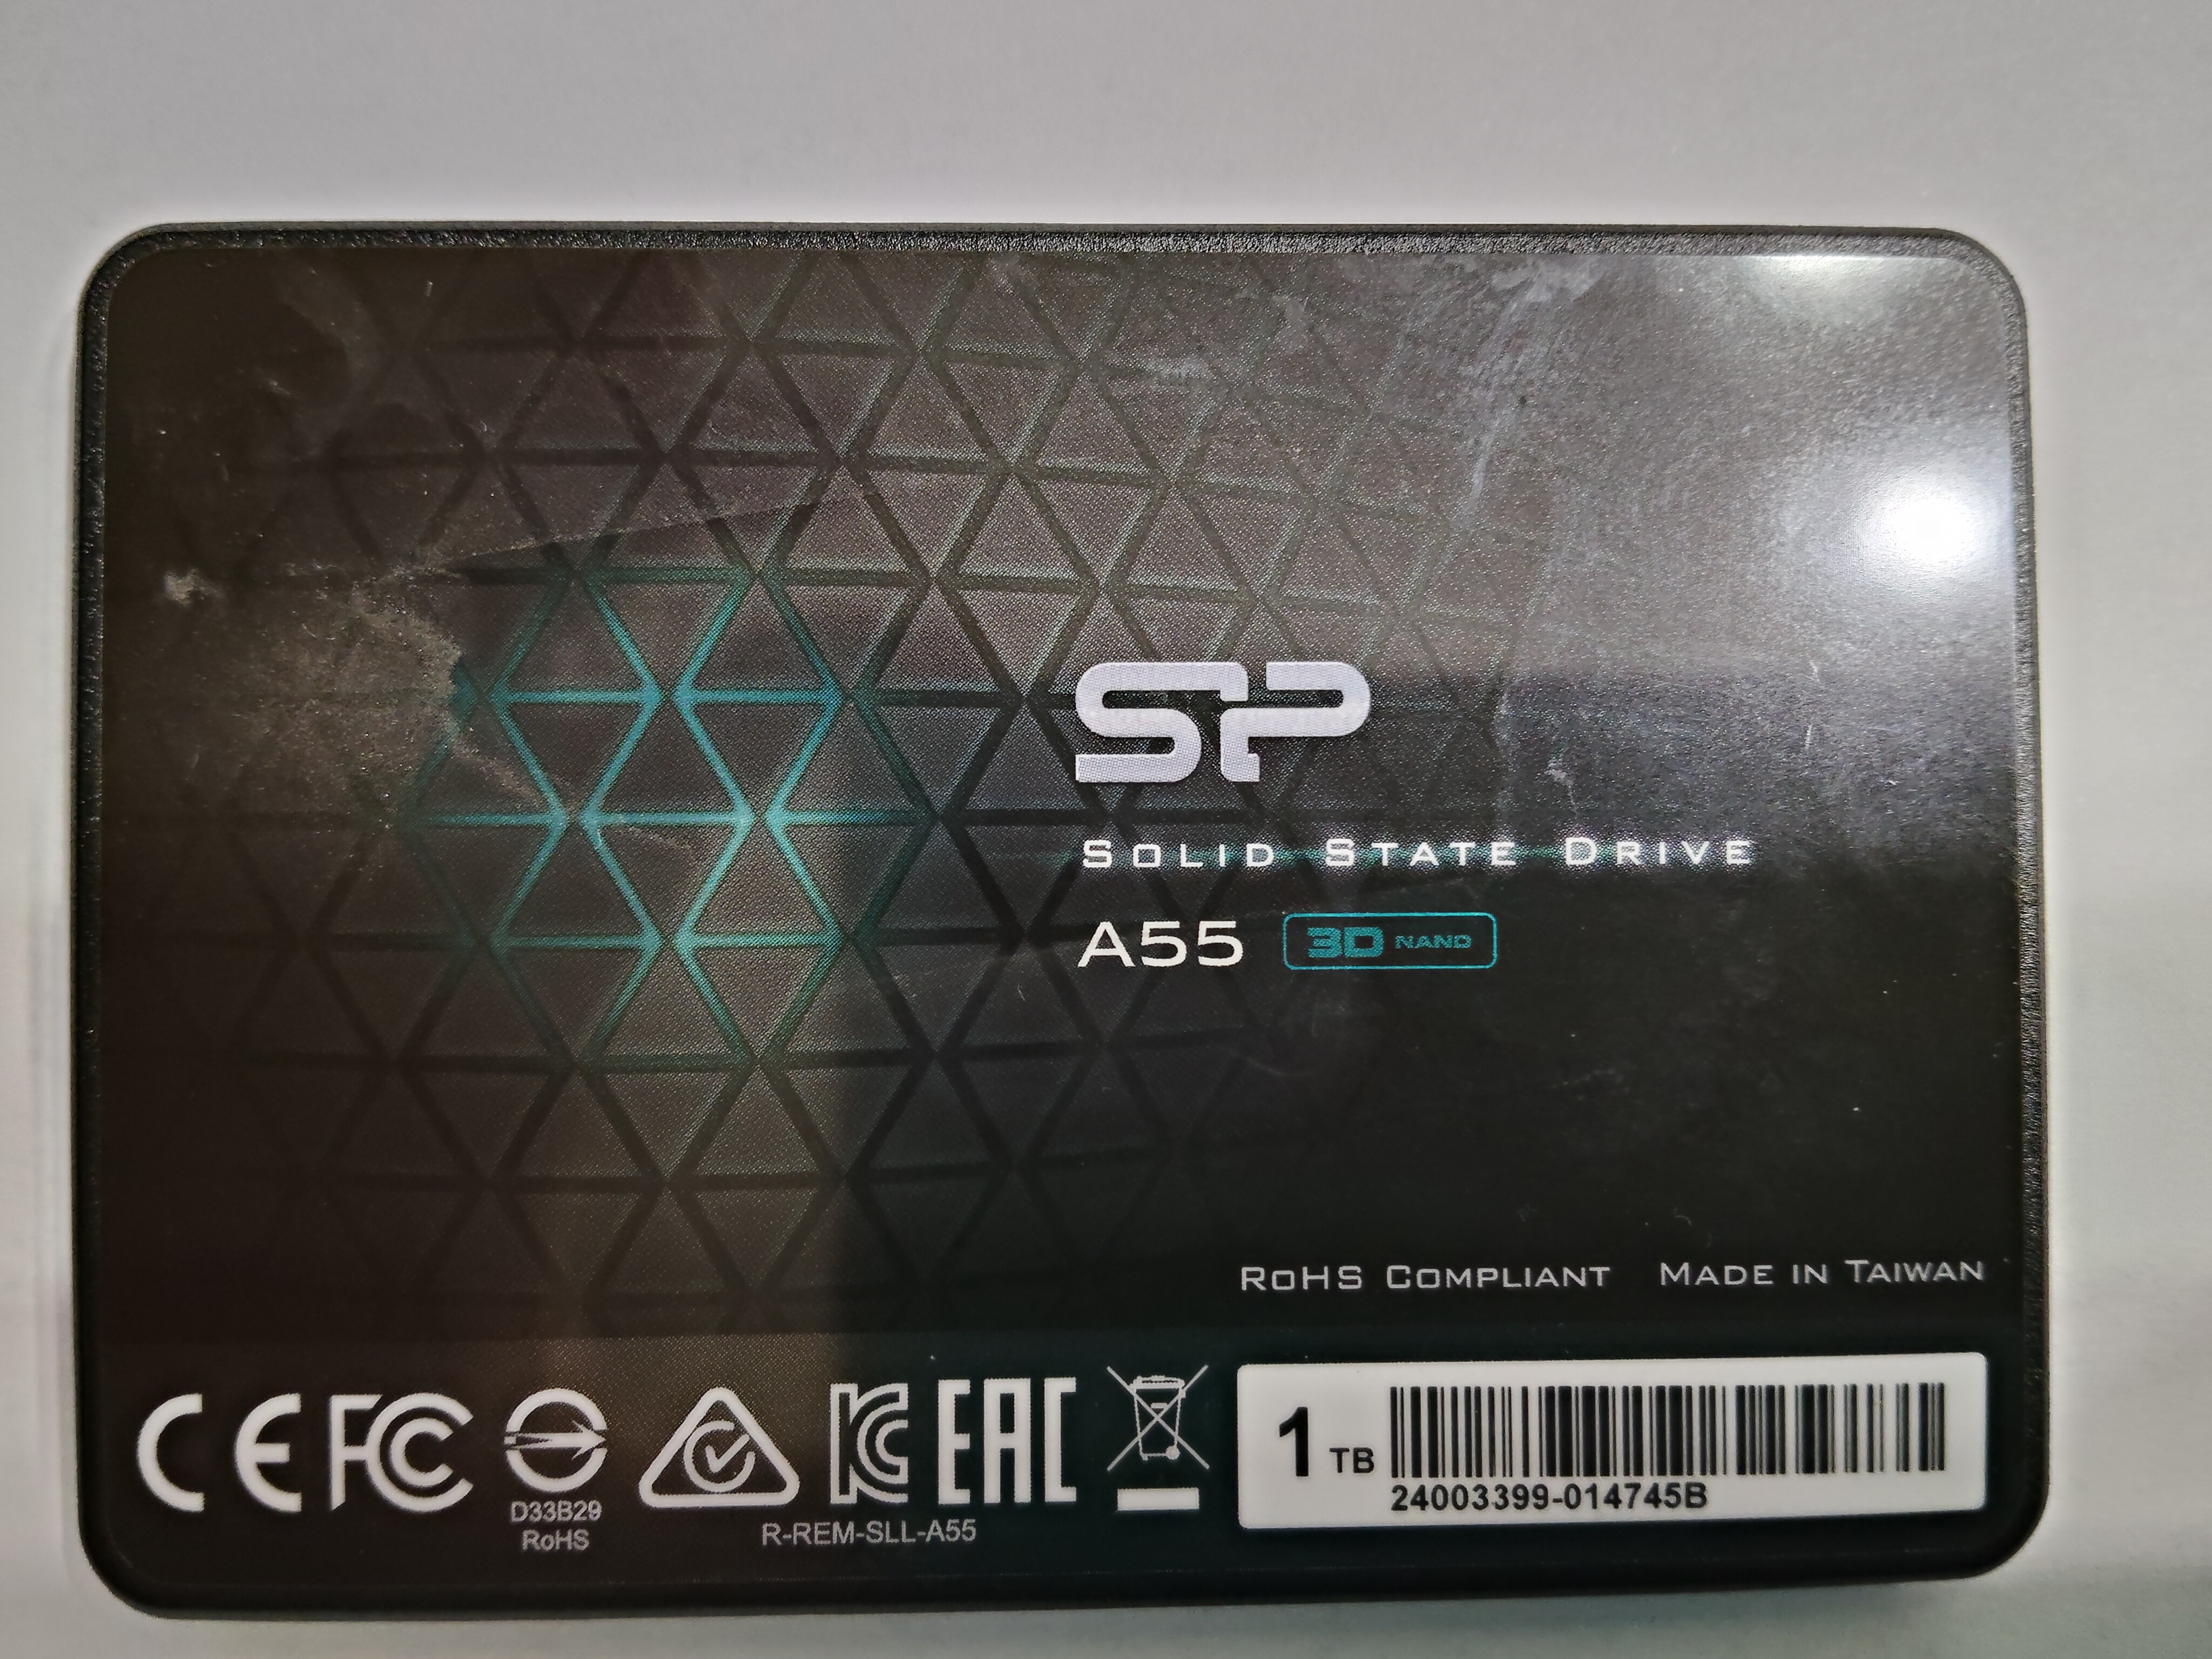 SP
SOLID STATE DRIVE
A55 3D NAND
ROHS COMPLIANT MADE IN TAIWAN
CE FC D33B29 RoHS KC EAC
R-REM-SLL-A55
1 TB
24003399-014745B